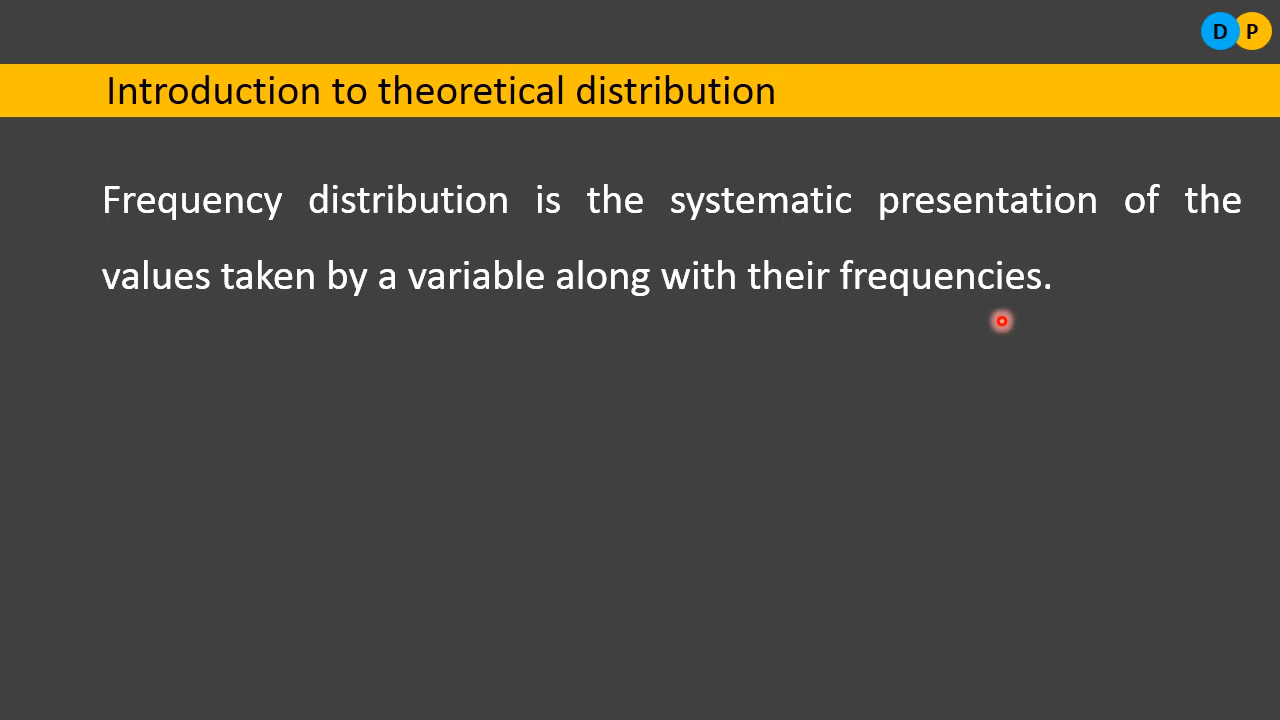 D P
Introduction to theoretical distribution
Frequency distribution is the systematic presentation of the
values taken by a variable along with their frequencies.